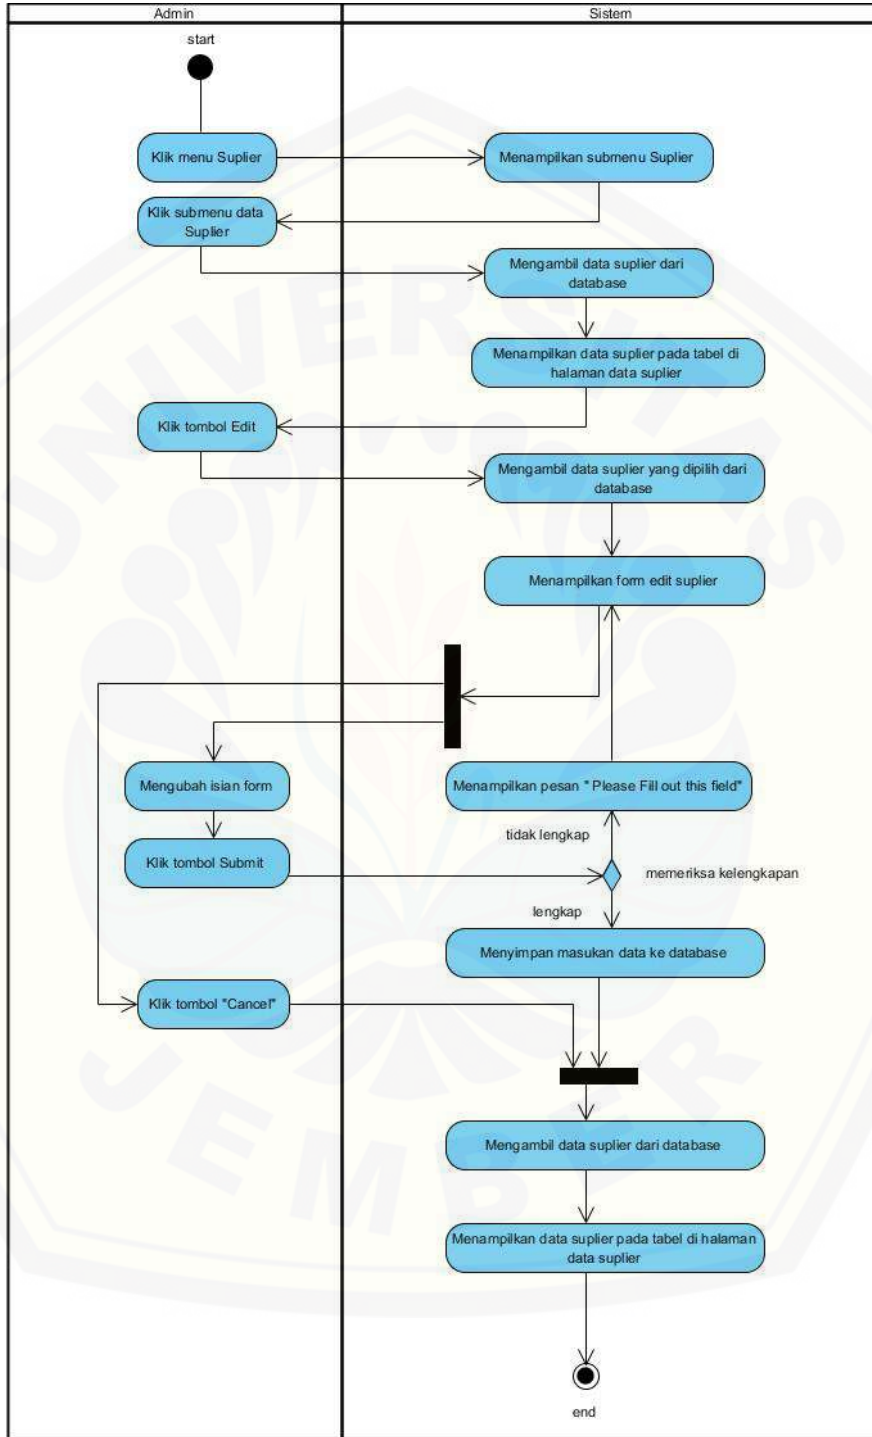 Admin
Sistem
start
Klik menu Suplier
Menampilkan submenu Suplier
Klik submenu data
Suplier
Mengambil data suplier dari
database
Menampilkan data suplier pada tabel di
halaman data suplier
Klik tombol Edit
Mengambil data suplier yang dipilih dari
database
Menampilkan form edit suplier
Mengubah isian form
Menampilkan pesan " Please Fill out this field"
tidak lengkap
Klik tombol Submit
memeriksa kelengkapan
lengkap
Menyimpan masukan data ke database
Klik tombol "Cancel"
Mengambil data suplier dari database
Menampilkan data suplier pada tabel di halaman
data suplier
end
UNIVERSITAS
JEMBER